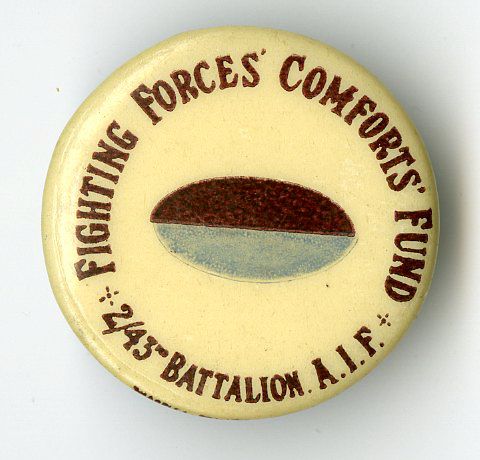 FIGHTING FORCES' COMFORTS' FUND
2/43RD BATTALION. A.I.F.